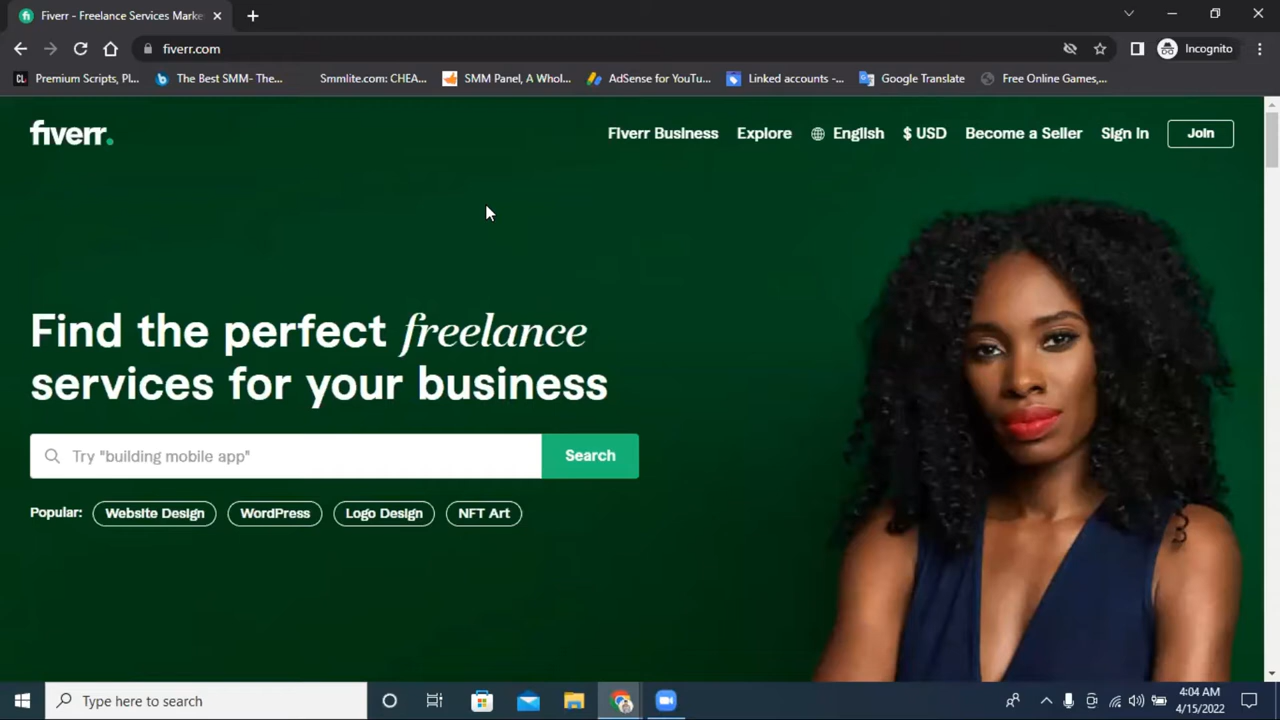 Fiverr - Freelance Services Marke
fiverr.com
Incognito
Premium Scripts, Pl...
The Best SMM- The...
Smmlite.com: CHEA...
SMM Panel, A Whol...
AdSense for YouTu...
Linked accounts -...
Google Translate
Free Online Games,...
fiverr.
Fiverr Business
Explore
English
$ USD
Become a Seller
Sign In
Join
Find the perfect freelance
services for your business
Try "building mobile app"
Search
Popular:
Website Design
WordPress
Logo Design
NFT Art
Type here to search
4:04 AM
4/15/2022